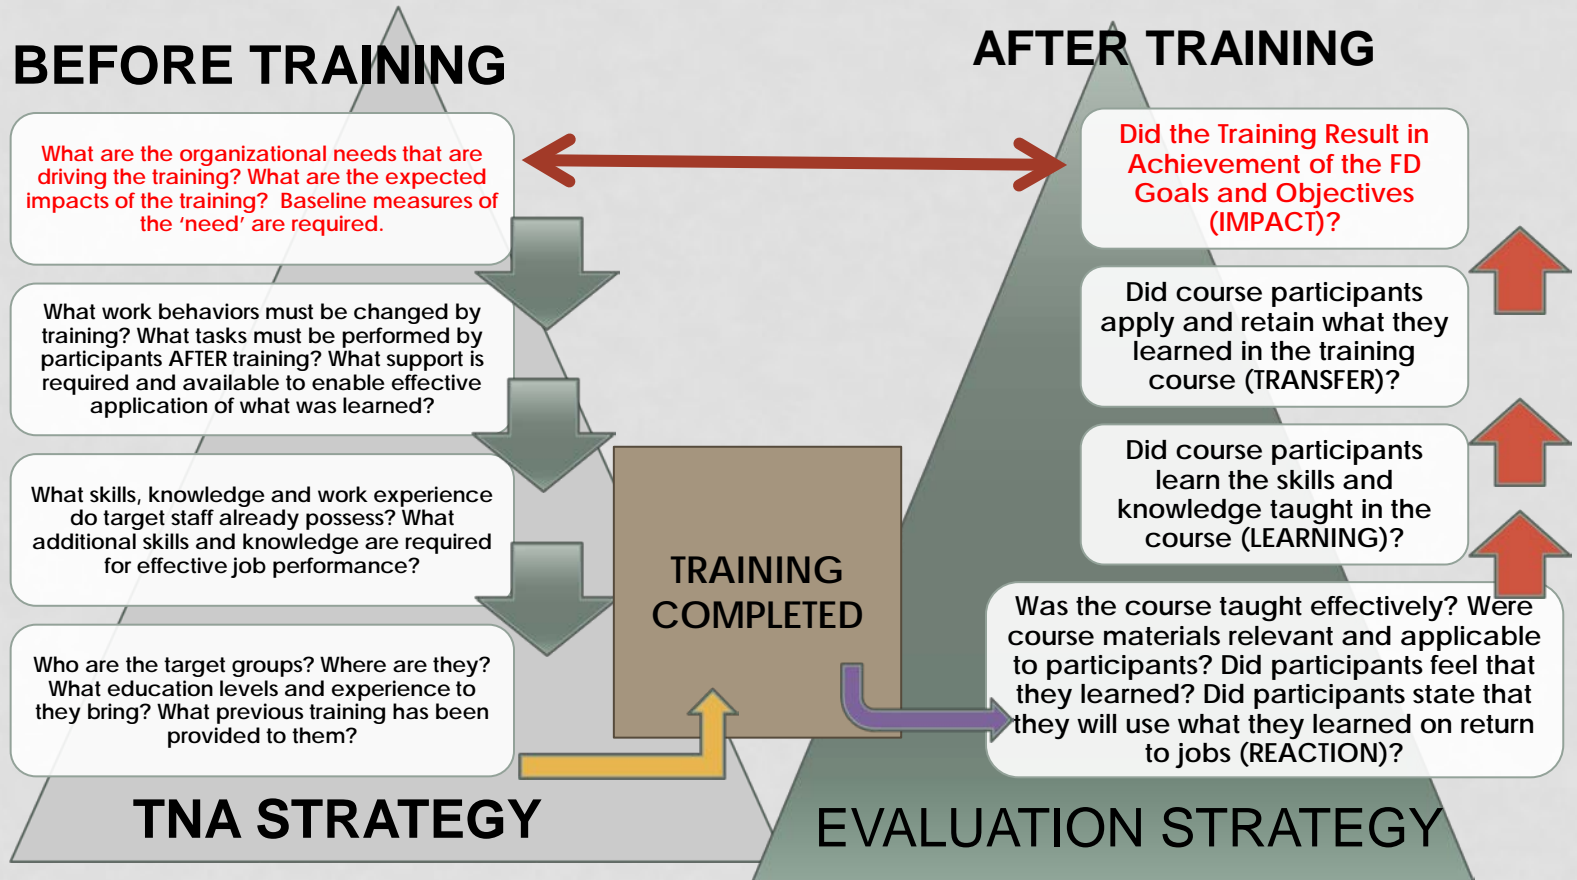 BEFORE TRAINING
What are the organizational needs that are
driving the training? What are the expected
impacts of the training?  Baseline measures of
the ‘need’ are required.
What work behaviors must be changed by
training? What tasks must be performed by
participants AFTER training? What support is
required and available to enable effective
application of what was learned?
What skills, knowledge and work experience
do target staff already possess? What
additional skills and knowledge are required
for effective job performance?
Who are the target groups? Where are they?
What education levels and experience to
they bring? What previous training has been
provided to them?
TNA STRATEGY
TRAINING
COMPLETED
AFTER TRAINING
Did the Training Result in
Achievement of the FD
Goals and Objectives
(IMPACT)?
Did course participants
apply and retain what they
learned in the training
course (TRANSFER)?
Did course participants
learn the skills and
knowledge taught in the
course (LEARNING)?
Was the course taught effectively? Were
course materials relevant and applicable
to participants? Did participants feel that
they learned? Did participants state that
they will use what they learned on return
to jobs (REACTION)?
EVALUATION STRATEGY